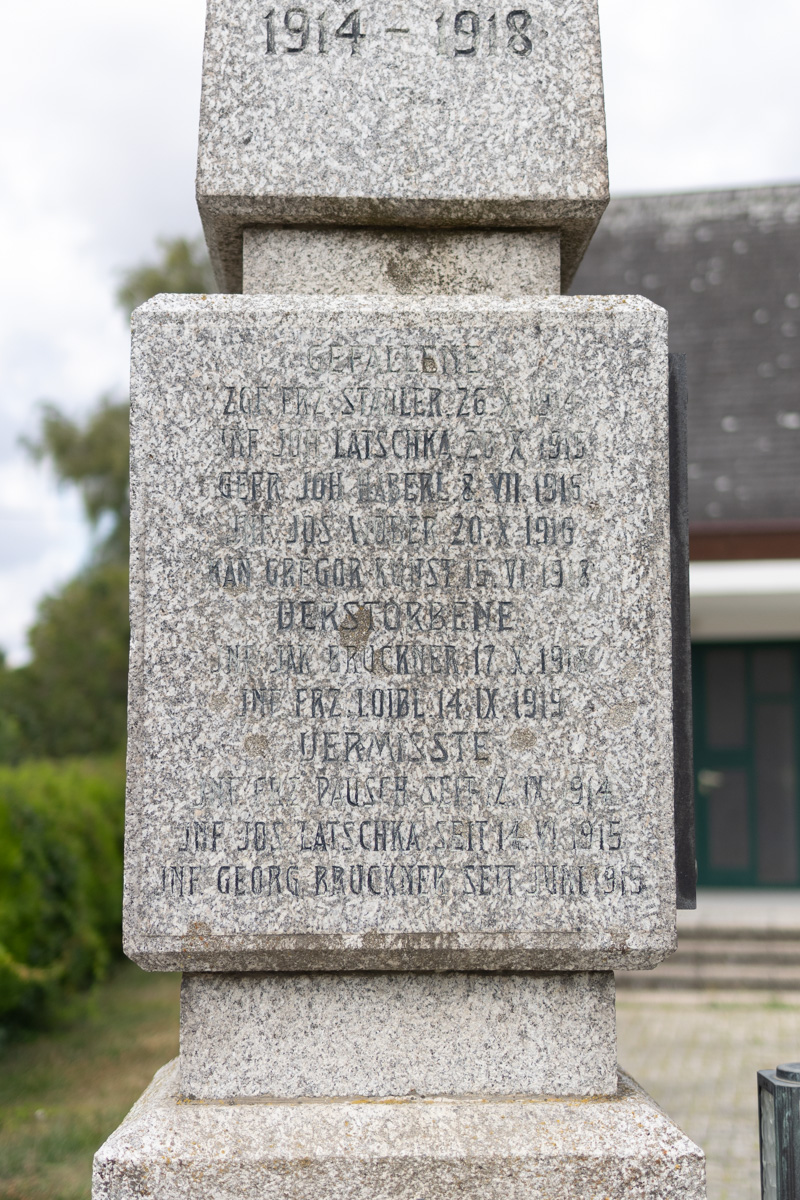 1914 – 1918
GEFALLENE
ZGF. FRZ. STADLER. 26. X. 1914
INF. JOH. LATSCHKA. X. 1915
GEFR. JOH. HABERL. 8. VII. 1915
INF. JOS. 20. X. 1916
KAN. GREGOR KUNST. 15. VI. 1918
VERSTORBENE
INF. JAK. BRUCKNER. 17. X. 1918
INF. FRZ. LOIBL. 14. IX. 1919
VERMISSTE
INF. FRZ. PAUSCH. SEIT. IX. 1914
INF. JOS. LATSCHKA. SEIT. 14. VI. 1915
INF. GEORG BRUCKNER SEIT JUNI. 1915